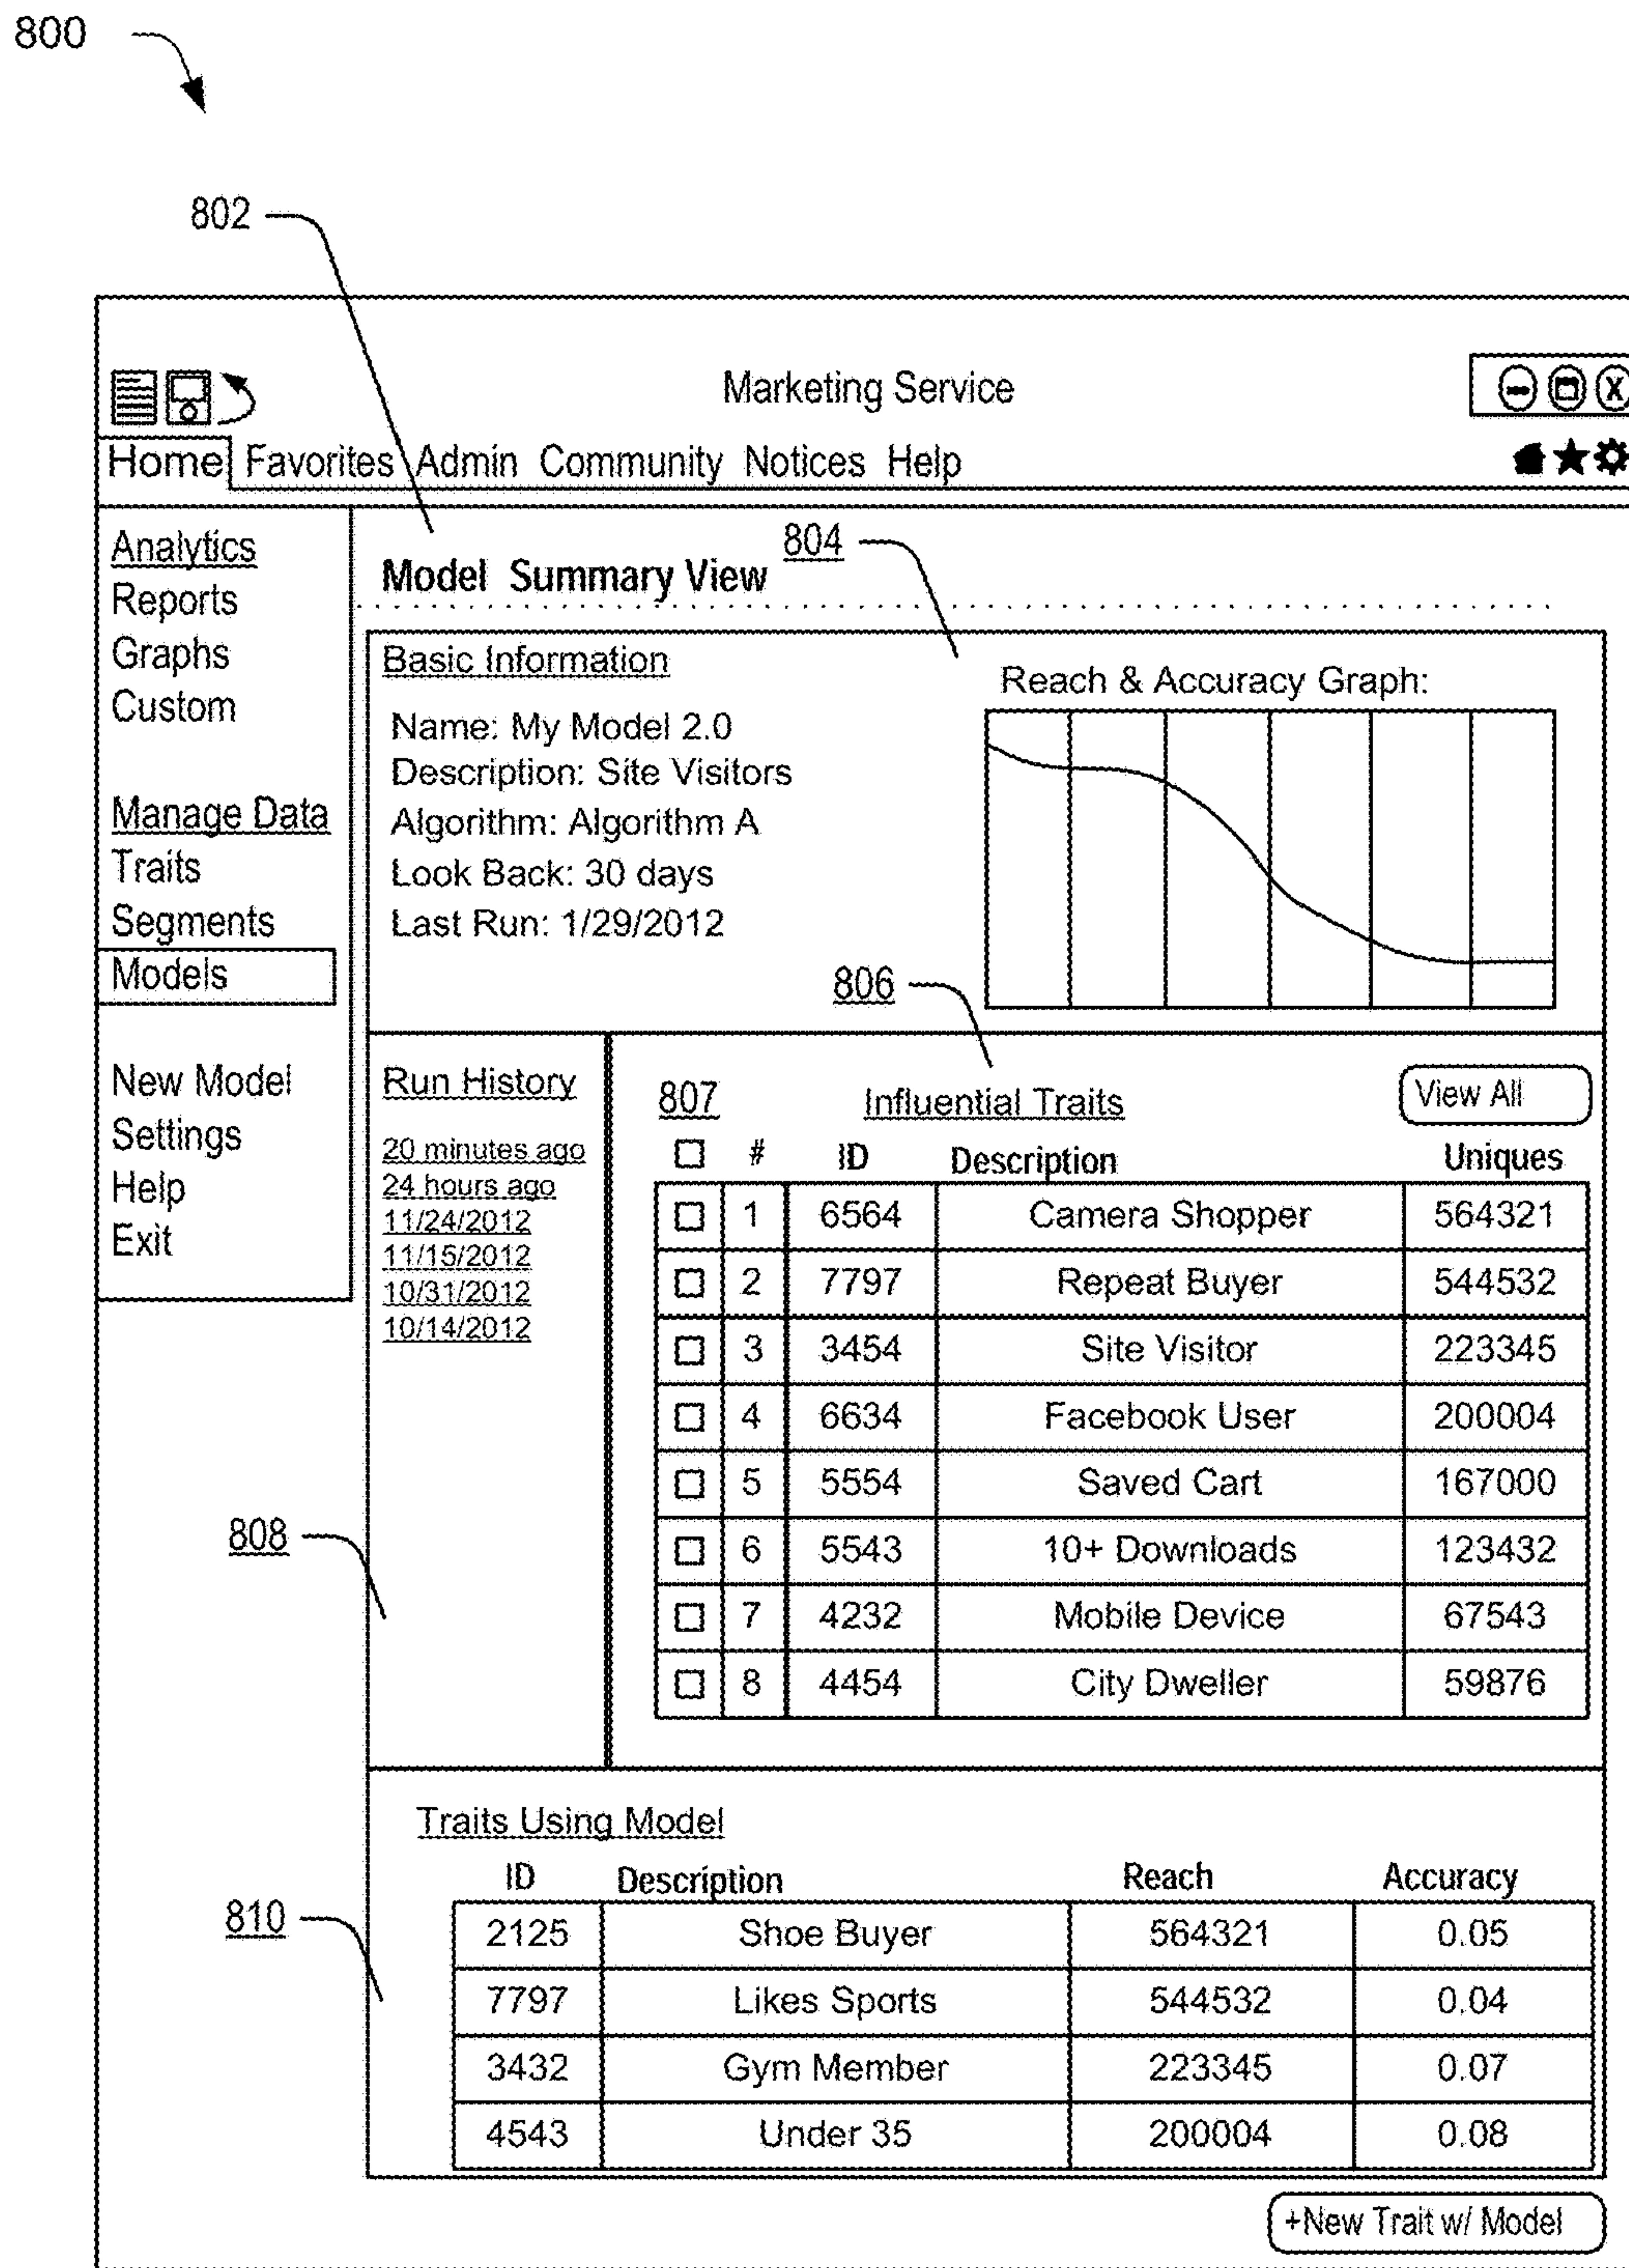 800
802
Marketing Service
Home Favorites Admin Community Notices Help
Analytics
Reports
Graphs
Custom
Manage Data
Traits
Segments
Models
New Model
Settings
Help
Exit
Model Summary View
804
Basic Information
Name: My Model 2.0
Description: Site Visitors
Algorithm: Algorithm A
Look Back: 30 days
Last Run: 1/29/2012
Reach & Accuracy Graph:
806
Run History
20 minutes ago
24 hours ago
11/24/2012
11/15/2012
10/31/2012
10/14/2012
807
Influential Traits
View All
# ID Description Uniques
1 6564 Camera Shopper 564321
2 7797 Repeat Buyer 544532
3 3454 Site Visitor 223345
4 6634 Facebook User 200004
5 5554 Saved Cart 167000
6 5543 10+ Downloads 123432
7 4232 Mobile Device 67543
8 4454 City Dweller 59876
808
Traits Using Model
ID Description Reach Accuracy
2125 Shoe Buyer 564321 0.05
7797 Likes Sports 544532 0.04
3432 Gym Member 223345 0.07
4543 Under 35 200004 0.08
810
+New Trait w/ Model